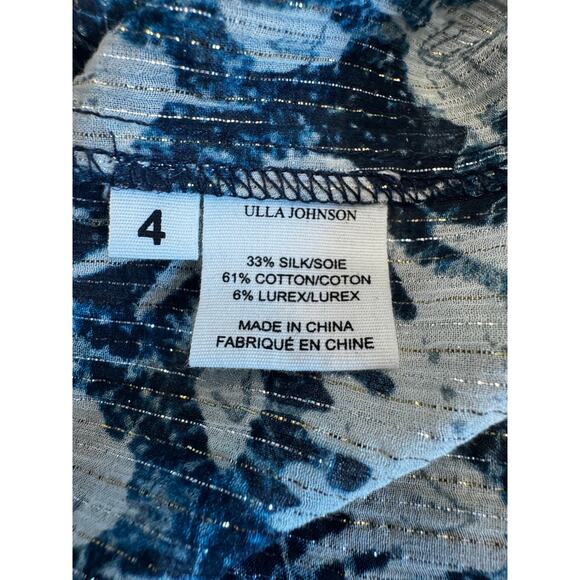 4
ULLA JOHNSON
33% SILK/SOIE
61% COTTON/COTON
6% LUREX/LUREX
MADE IN CHINA
FABRIQUÉ EN CHINE